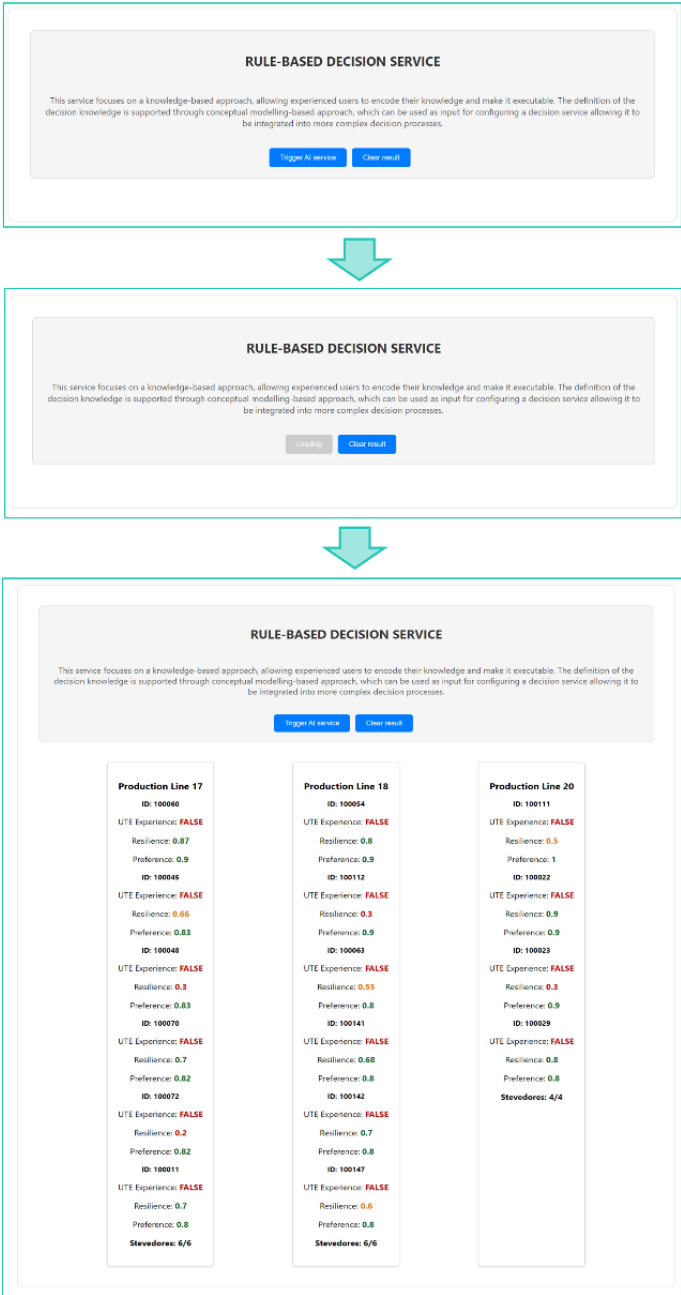 RULE-BASED DECISION SERVICE
This service focuses on a knowledge-based approach, allowing experienced users to encode their knowledge and make it executable. The definition of the
decision knowledge is supported through conceptual modelling-based approach, which can be used as input for configuring a decision service allowing it to
be integrated into more complex decision processes.
Trigger AI service Clear result
RULE-BASED DECISION SERVICE
This service focuses on a knowledge-based approach, allowing experienced users to encode their knowledge and make it executable. The definition of the
decision knowledge is supported through conceptual modelling-based approach, which can be used as input for configuring a decision service allowing it to
be integrated into more complex decision processes.
Loading Clear result
RULE-BASED DECISION SERVICE
This service focuses on a knowledge-based approach, allowing experienced users to encode their knowledge and make it executable. The definition of the
decision knowledge is supported through conceptual modelling-based approach, which can be used as input for configuring a decision service allowing it to
be integrated into more complex decision processes.
Trigger AI service Clear result
Production Line 17
ID: 100060
UTE Experience: FALSE
Resilience: 0.87
Preference: 0.9
ID: 100045
UTE Experience: FALSE
Resilience: 0.66
Preference: 0.83
ID: 100048
UTE Experience: FALSE
Resilience: 0.3
Preference: 0.83
ID: 100070
UTE Experience: FALSE
Resilience: 0.7
Preference: 0.82
ID: 100072
UTE Experience: FALSE
Resilience: 0.2
Preference: 0.82
ID: 100011
UTE Experience: FALSE
Resilience: 0.7
Preference: 0.8
Stevedores: 6/6
Production Line 18
ID: 100054
UTE Experience: FALSE
Resilience: 0.8
Preference: 0.9
ID: 100112
UTE Experience: FALSE
Resilience: 0.3
Preference: 0.9
ID: 100063
UTE Experience: FALSE
Resilience: 0.55
Preference: 0.8
ID: 100141
UTE Experience: FALSE
Resilience: 0.68
Preference: 0.8
ID: 100142
UTE Experience: FALSE
Resilience: 0.7
Preference: 0.8
ID: 100147
UTE Experience: FALSE
Resilience: 0.6
Preference: 0.8
Stevedores: 6/6
Production Line 20
ID: 100111
UTE Experience: FALSE
Resilience: 0.5
Preference: 1
ID: 100022
UTE Experience: FALSE
Resilience: 0.9
Preference: 0.9
ID: 100023
UTE Experience: FALSE
Resilience: 0.3
Preference: 0.9
ID: 100029
UTE Experience: FALSE
Resilience: 0.8
Preference: 0.8
Stevedores: 4/4